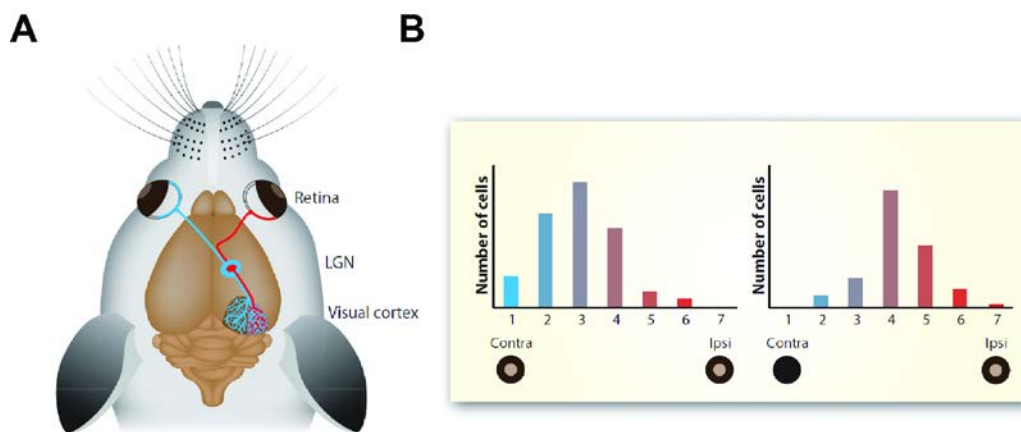 A
B
Retina
LGN
Visual cortex
Number of cells
1 2 3 4 5 6 7
Contra Ipsi
Number of cells
1 2 3 4 5 6 7
Contra Ipsi